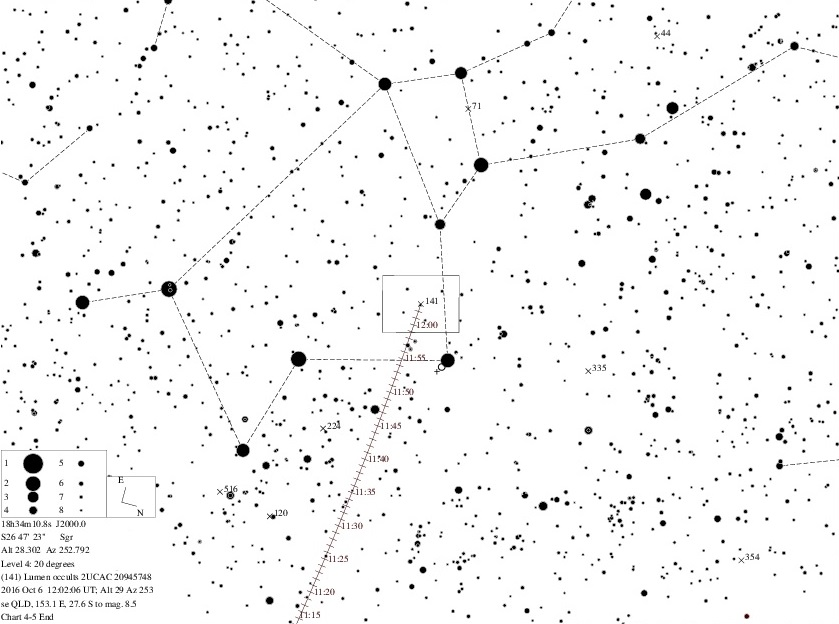 44
71
141
12:00
11:55
335
11:50
224
11:45
11:40
1 5
2 6
3 7
4 8
516
11:35
E
N
120
11:30
18h34m10.8s J2000.0
S26 47' 23" Sgr
Alt 28.302 Az 252.792
11:25
354
Level 4: 20 degrees
(141) Lumen occults 2UCAC 20945748
2016 Oct 6 12:02:06 UT; Alt 29 Az 253
11:20
se QLD, 153.1 E, 27.6 S to mag. 8.5
Chart 4-5 End
11:15